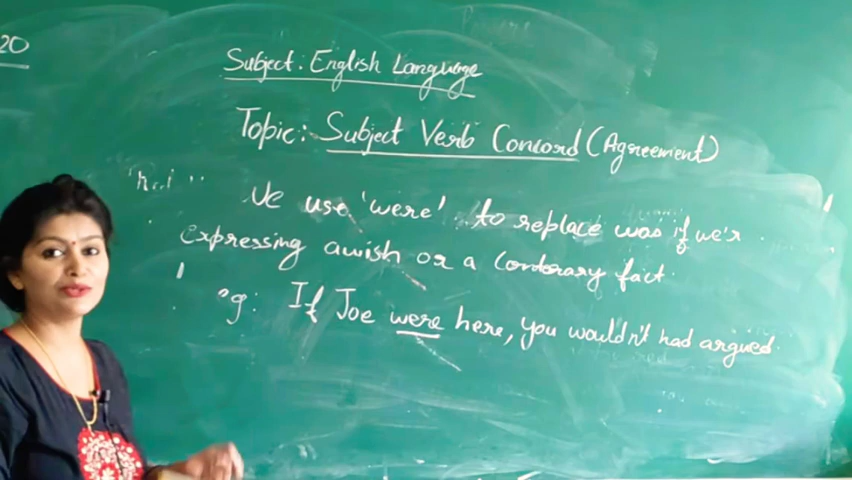 20
Subject: English Language
Topic: Subject Verb Concord (Agreement)
We use 'were' to replace was if we'r
expressing a wish or a contrary fact.
eg: If Joe were here, you wouldn't had argued.